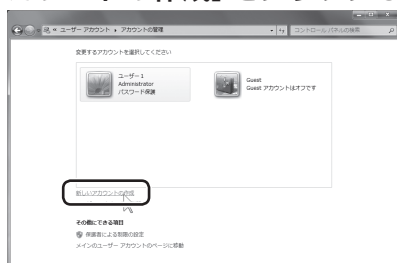 « ユーザー アカウント ▸ アカウントの管理
コントロール パネルの検索
変更するアカウントを選択してください
ユーザー1
Administrator
パスワード保護
Guest
Guest アカウントはオフです
新しいアカウントの作成
その他にできる項目
保護者による制限の設定
メインのユーザー アカウントのページに移動